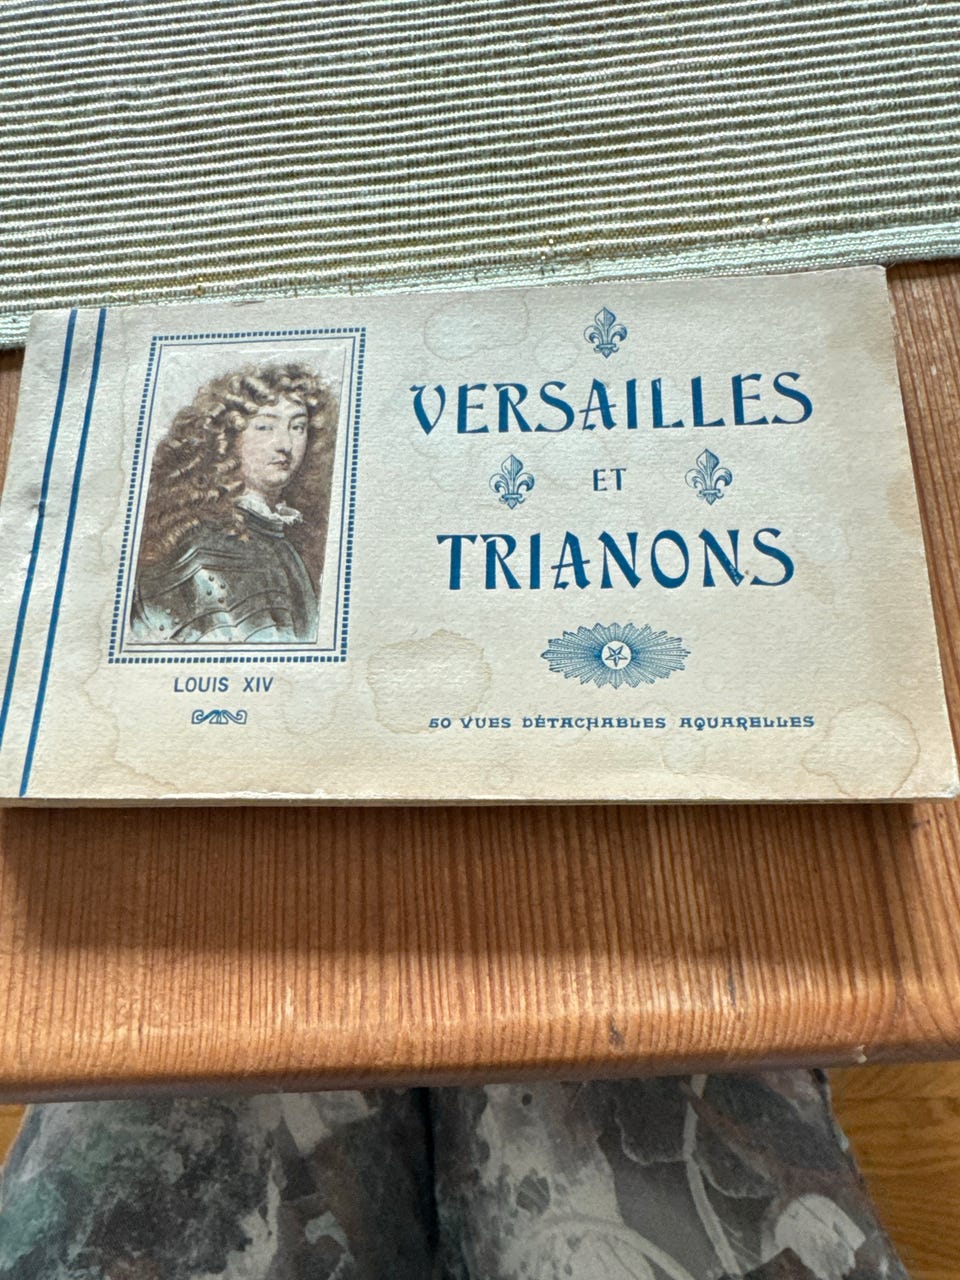 VERSAILLES
ET
TRIANONS
LOUIS XIV
50 VUES DÉTACHABLES AQUARELLES